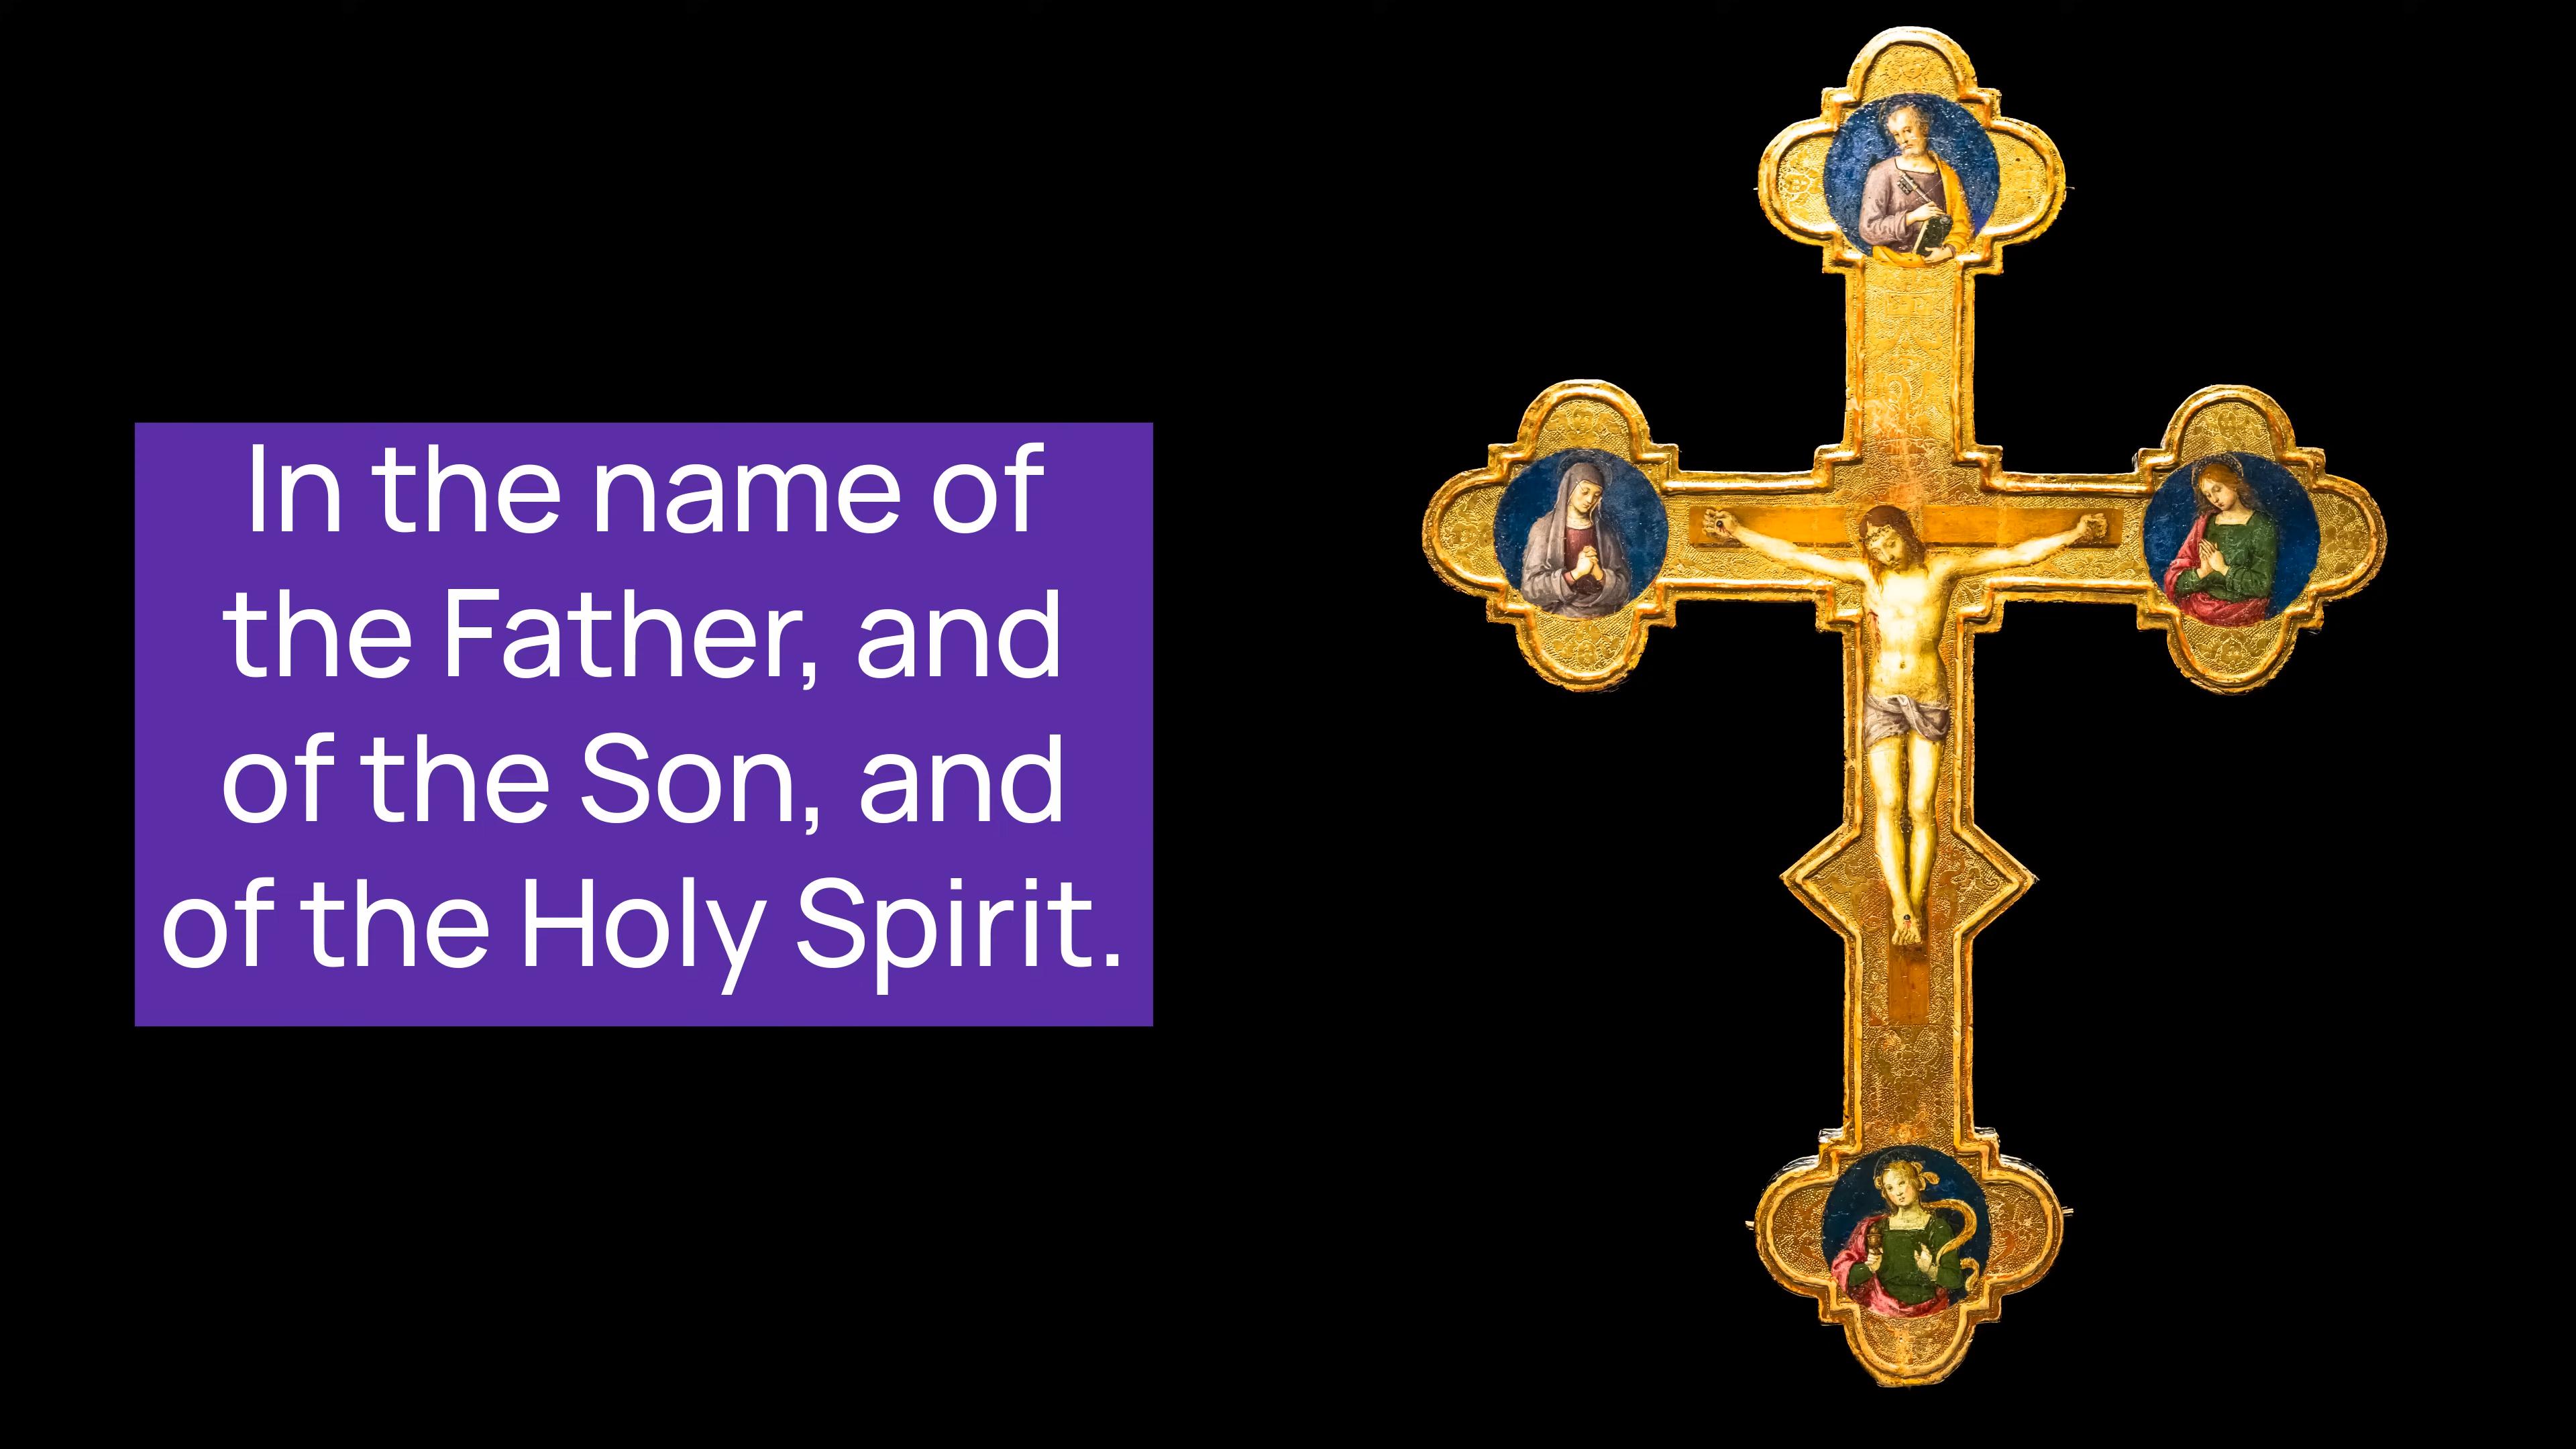 In the name of
the Father, and
of the Son, and
of the Holy Spirit.